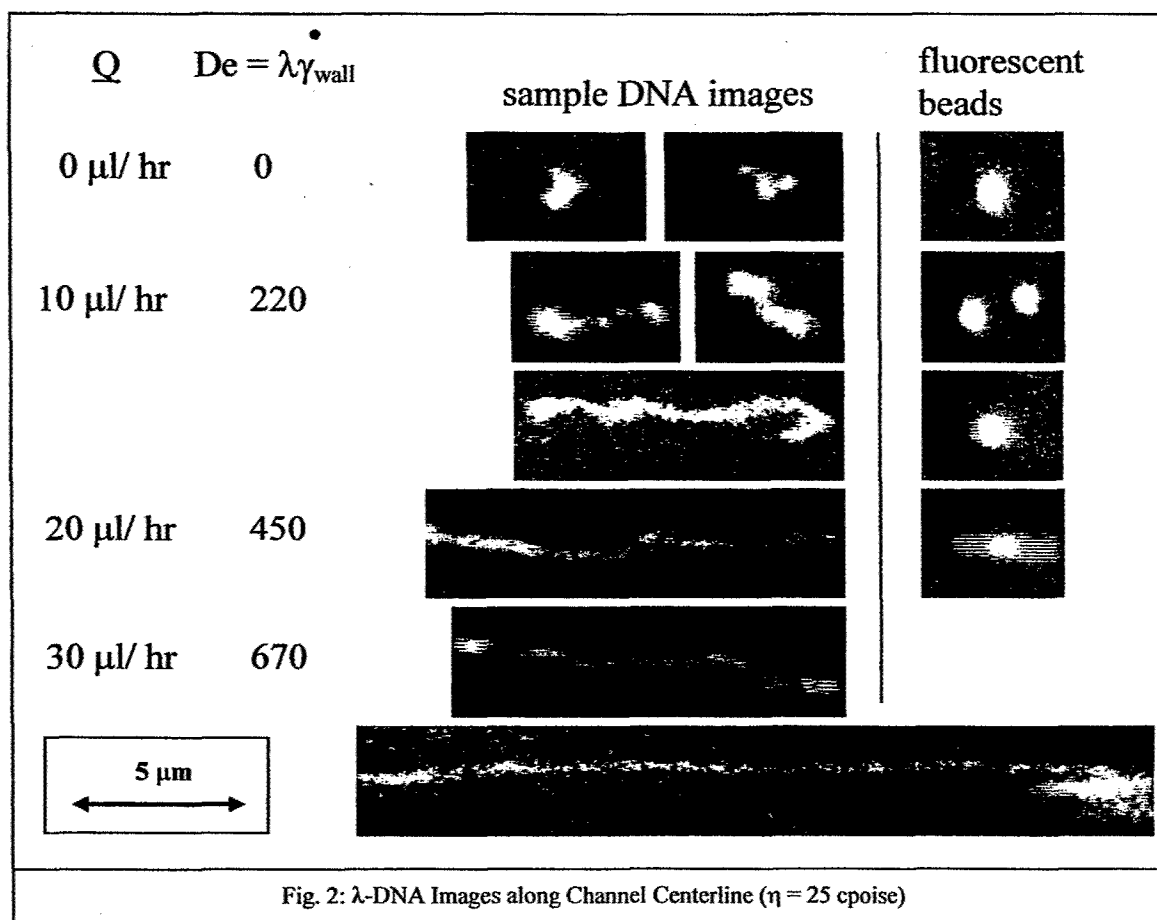 Q De = λγ̇wall
sample DNA images
fluorescent
beads
0 μl/ hr 0
10 μl/ hr 220
20 μl/ hr 450
30 μl/ hr 670
5 μm
Fig. 2: λ-DNA Images along Channel Centerline (η = 25 cpoise)